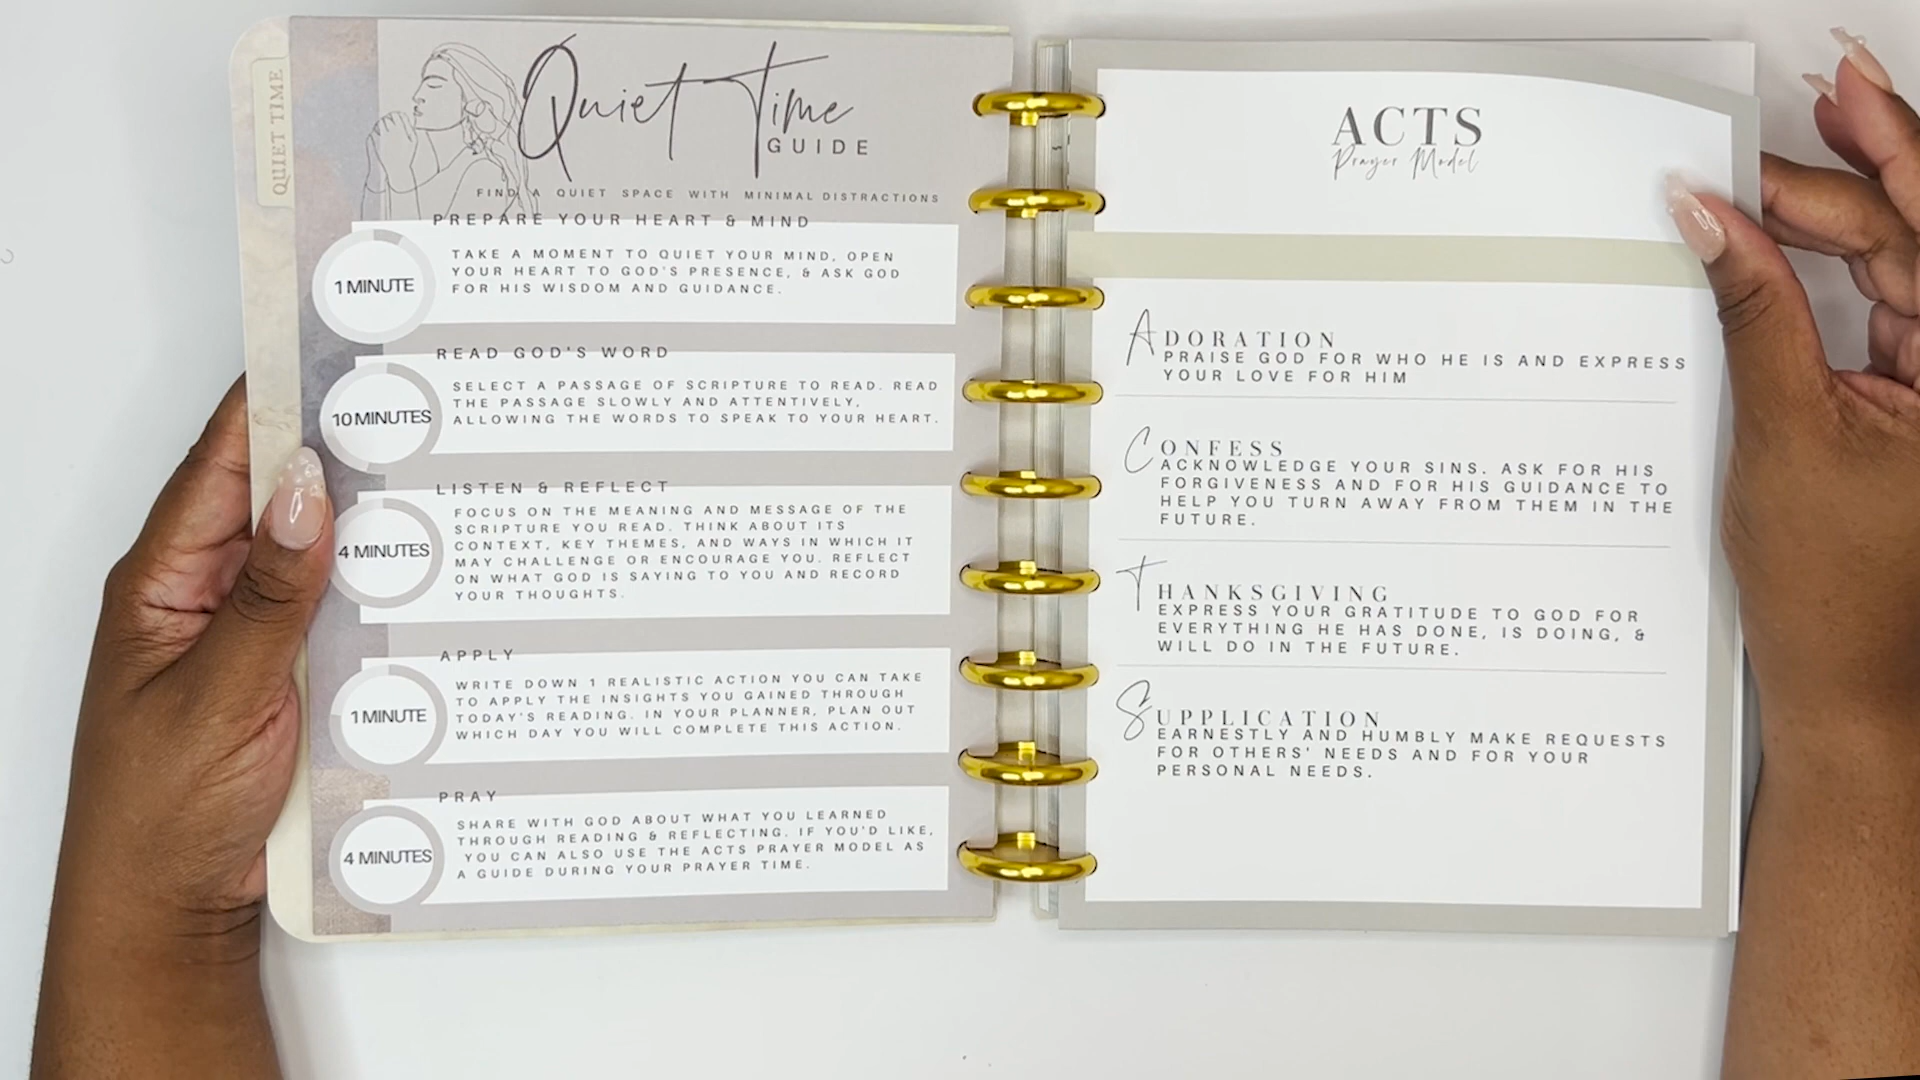 QUIET TIME
Quiet Time
GUIDE
FIND A QUIET SPACE WITH MINIMAL DISTRACTIONS
PREPARE YOUR HEART & MIND
1 MINUTE
TAKE A MOMENT TO QUIET YOUR MIND, OPEN
YOUR HEART TO GOD'S PRESENCE, & ASK GOD
FOR HIS WISDOM AND GUIDANCE.
READ GOD'S WORD
10 MINUTES
SELECT A PASSAGE OF SCRIPTURE TO READ. READ
THE PASSAGE SLOWLY AND ATTENTIVELY,
ALLOWING THE WORDS TO SPEAK TO YOUR HEART.
LISTEN & REFLECT
4 MINUTES
FOCUS ON THE MEANING AND MESSAGE OF THE
SCRIPTURE YOU READ. THINK ABOUT ITS
CONTEXT, KEY THEMES, AND WAYS IN WHICH IT
MAY CHALLENGE OR ENCOURAGE YOU. REFLECT
ON WHAT GOD IS SAYING TO YOU AND RECORD
YOUR THOUGHTS.
APPLY
1 MINUTE
WRITE DOWN 1 REALISTIC ACTION YOU CAN TAKE
TO APPLY THE INSIGHTS YOU GAINED THROUGH
TODAY'S READING. IN YOUR PLANNER, PLAN OUT
WHICH DAY YOU WILL COMPLETE THIS ACTION.
PRAY
4 MINUTES
SHARE WITH GOD ABOUT WHAT YOU LEARNED
THROUGH READING & REFLECTING. IF YOU'D LIKE,
YOU CAN ALSO USE THE ACTS PRAYER MODEL AS
A GUIDE DURING YOUR PRAYER TIME.
ACTS
Prayer Model
ADORATION
PRAISE GOD FOR WHO HE IS AND EXPRESS
YOUR LOVE FOR HIM
CONFESS
ACKNOWLEDGE YOUR SINS. ASK FOR HIS
FORGIVENESS AND FOR HIS GUIDANCE TO
HELP YOU TURN AWAY FROM THEM IN THE
FUTURE.
THANKSGIVING
EXPRESS YOUR GRATITUDE TO GOD FOR
EVERYTHING HE HAS DONE, IS DOING, &
WILL DO IN THE FUTURE.
SUPPLICATION
EARNESTLY AND HUMBLY MAKE REQUESTS
FOR OTHERS' NEEDS AND FOR YOUR
PERSONAL NEEDS.